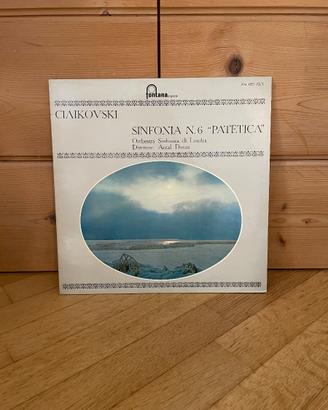 fontana
CIAIKOVSKI
SINFONIA N. 6 "PATETICA"
Orchestra Sinfonica di Londra
Direttore: Antal Dorati